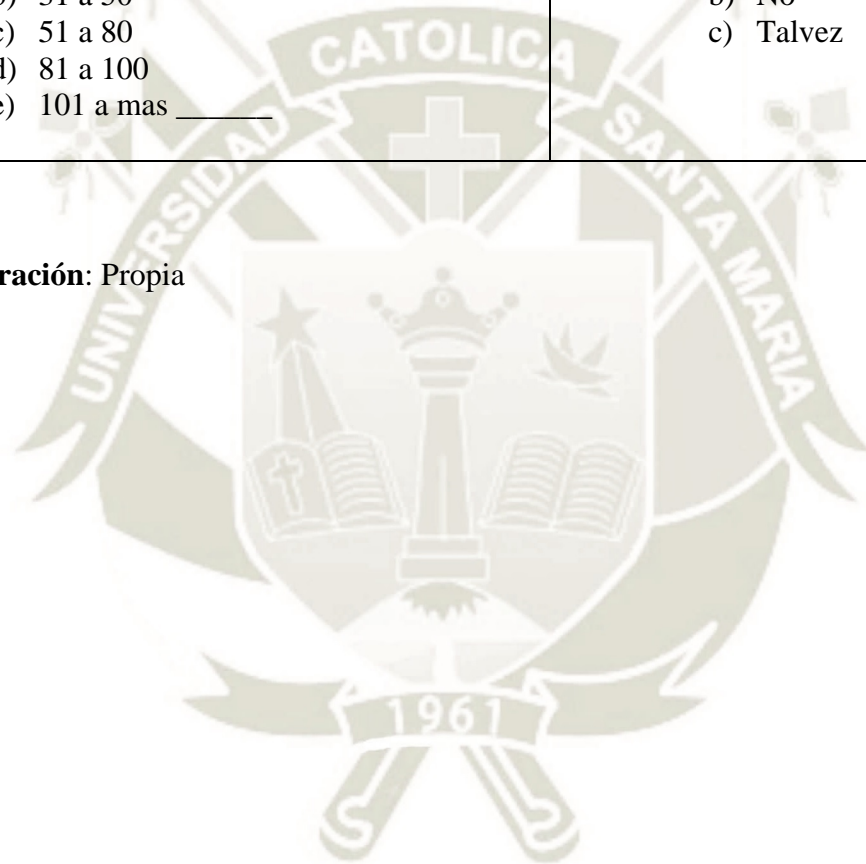 c) 51 a 80
81 a 100
101 a mas ______
c) Talvez
ración: Propia
UNIVERSIDAD CATOLICA SANTA MARIA
1961